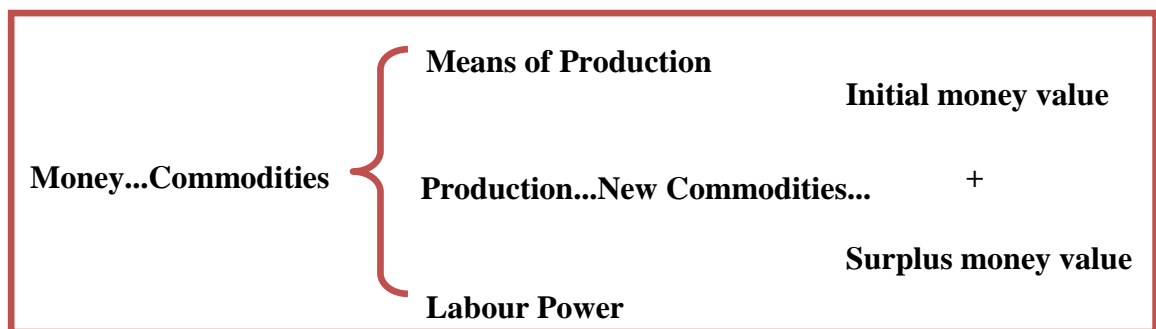 Means of Production
Initial money value
Money...Commodities
Production...New Commodities...
+
Surplus money value
Labour Power